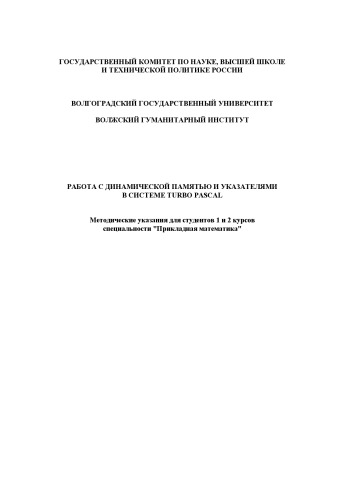 ГОСУДАРСТВЕННЫЙ КОМИТЕТ ПО НАУКЕ, ВЫСШЕЙ ШКОЛЕ
И ТЕХНИЧЕСКОЙ ПОЛИТИКЕ РОССИИ
ВОЛГОГРАДСКИЙ ГОСУДАРСТВЕННЫЙ УНИВЕРСИТЕТ
ВОЛЖСКИЙ ГУМАНИТАРНЫЙ ИНСТИТУТ
РАБОТА С ДИНАМИЧЕСКОЙ ПАМЯТЬЮ И УКАЗАТЕЛЯМИ
В СИСТЕМЕ TURBO PASCAL
Методические указания для студентов 1 и 2 курсов
специальности "Прикладная математика"